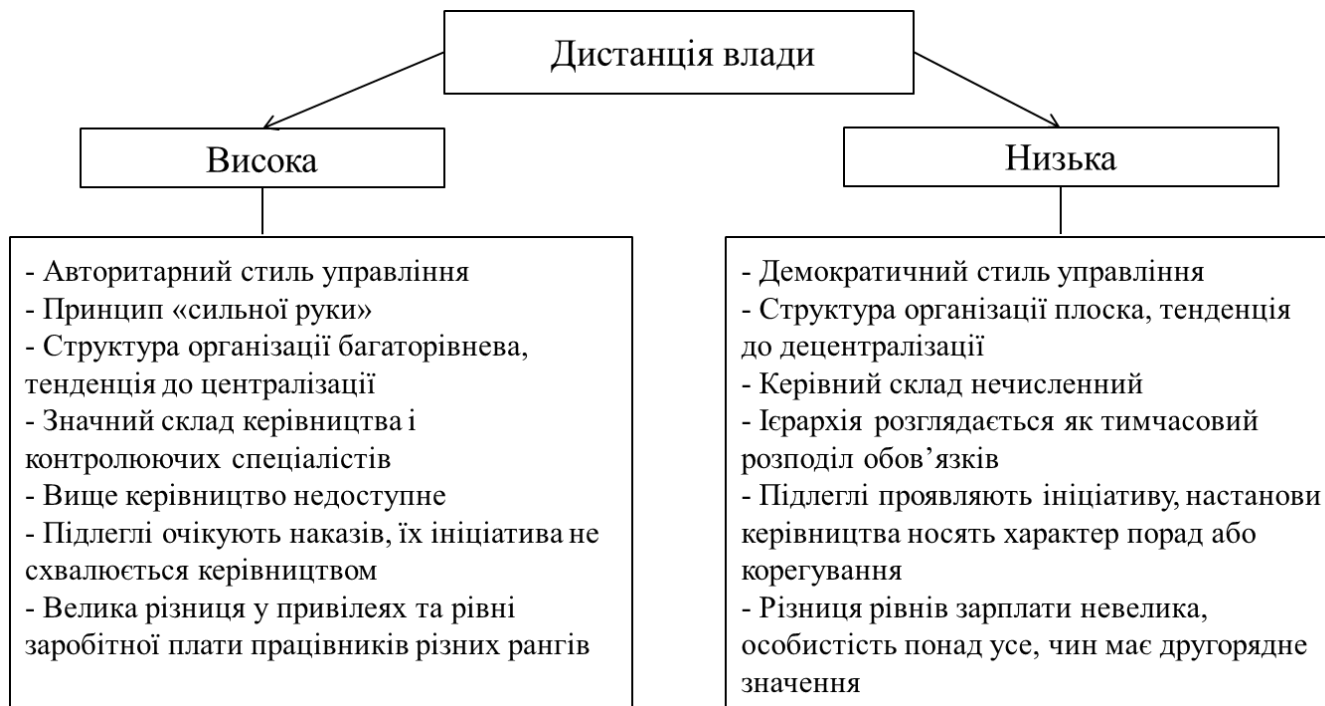 Дистанція влади
Висока
Низька
- Авторитарний стиль управління
- Принцип «сильної руки»
- Структура організації багаторівнева,
тенденція до централізації
- Значний склад керівництва і
контролюючих спеціалістів
- Вище керівництво недоступне
- Підлеглі очікують наказів, їх ініціатива не
схвалюється керівництвом
- Велика різниця у привілеях та рівні
заробітної плати працівників різних рангів
- Демократичний стиль управління
- Структура організації плоска, тенденція
до децентралізації
- Керівний склад нечисленний
- Ієрархія розглядається як тимчасовий
розподіл обов’язків
- Підлеглі проявляють ініціативу, настанови
керівництва носять характер порад або
корегування
- Різниця рівнів зарплати невелика,
особистість понад усе, чин має другорядне
значення